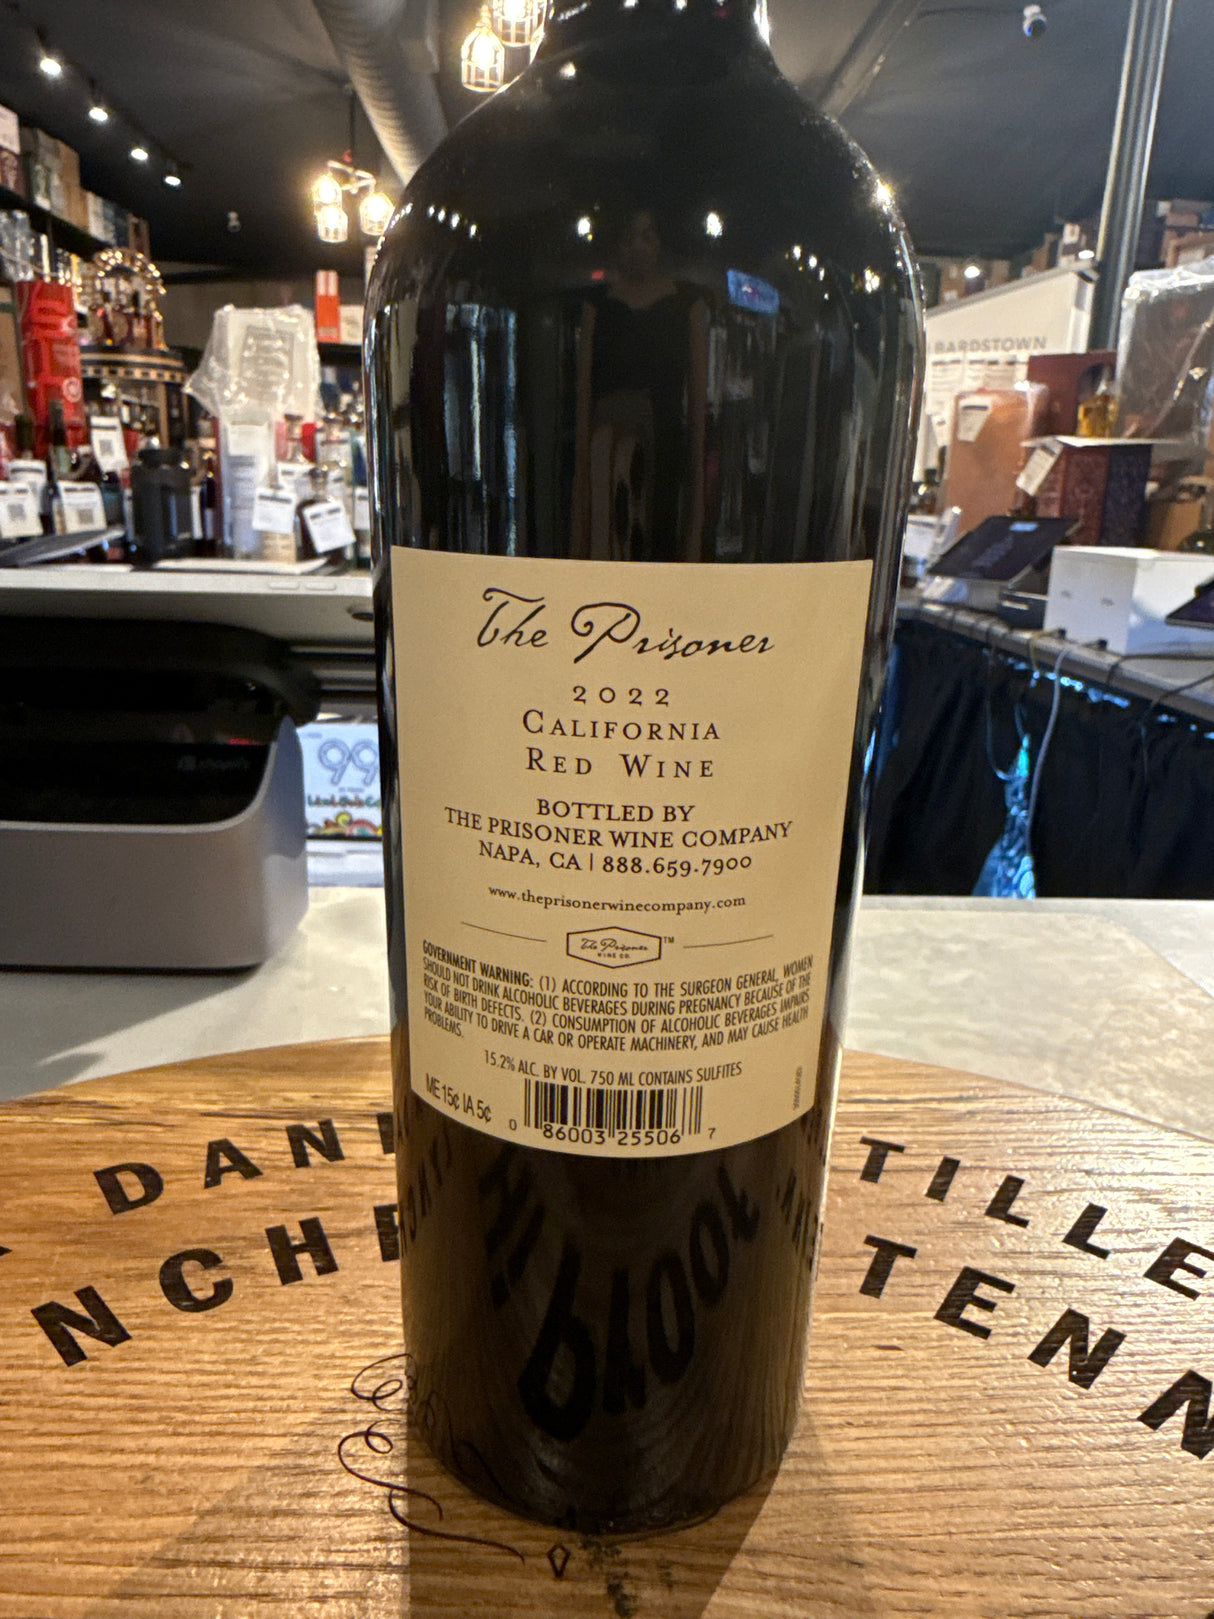 BARDSTOWN
The Prisoner
2022
CALIFORNIA
RED WINE
BOTTLED BY
THE PRISONER WINE COMPANY
NAPA, CA | 888.659.7900
www.theprisonerwinecompany.com
The Prisoner TM
WINE CO.
GOVERNMENT WARNING: (1) ACCORDING TO THE SURGEON GENERAL, WOMEN
SHOULD NOT DRINK ALCOHOLIC BEVERAGES DURING PREGNANCY BECAUSE OF THE
RISK OF BIRTH DEFECTS. (2) CONSUMPTION OF ALCOHOLIC BEVERAGES IMPAIRS
YOUR ABILITY TO DRIVE A CAR OR OPERATE MACHINERY, AND MAY CAUSE HEALTH
PROBLEMS.
15.2% ALC. BY VOL. 750 ML CONTAINS SULFITES
ME 15¢ IA 5¢
0 86003 25506 7
shopify
99
DAN
TILLE
NCH
TENN